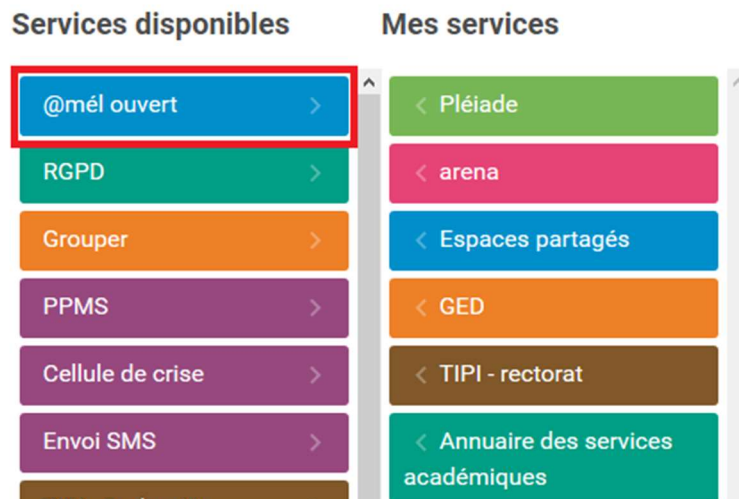 Services disponibles
@mél ouvert
RGPD
Grouper
PPMS
Cellule de crise
Envoi SMS
Mes services
Pléiade
arena
Espaces partagés
GED
TIPI - rectorat
Annuaire des services
académiques